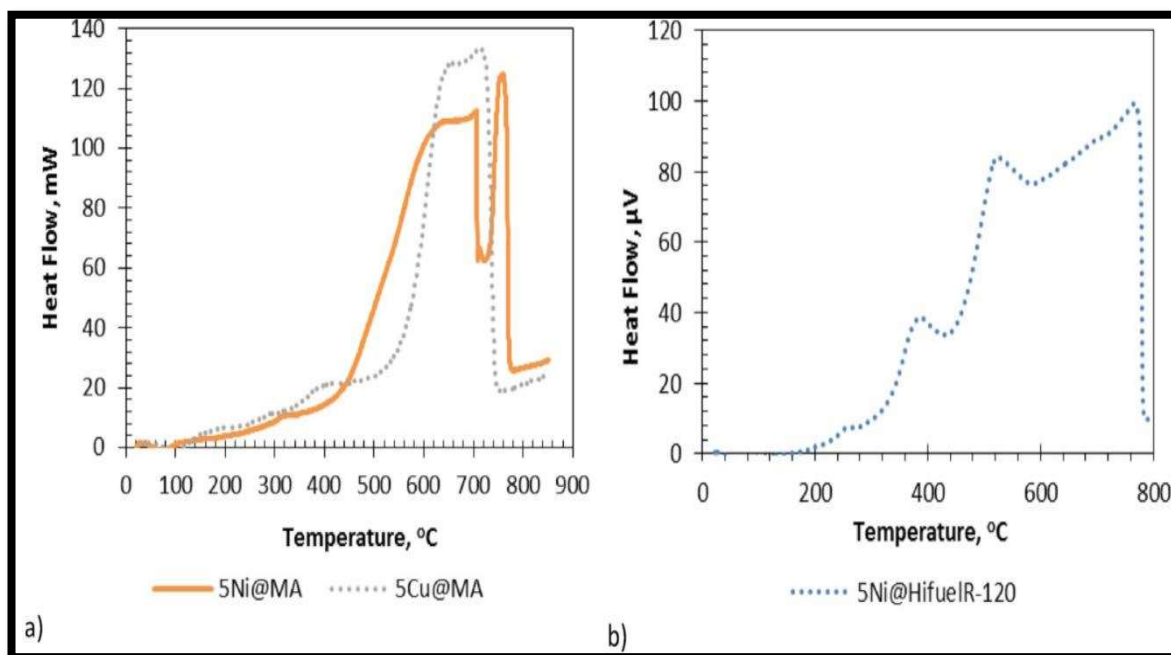 140
120
100
80
60
40
20
0
Heat Flow, mW
0 100 200 300 400 500 600 700 800 900
Temperature, ⁰C
5Ni@MA 5Cu@MA
a)
120
100
80
60
40
20
0
Heat Flow, µV
0 200 400 600 800
Temperature, ⁰C
5Ni@HifuelR-120
b)